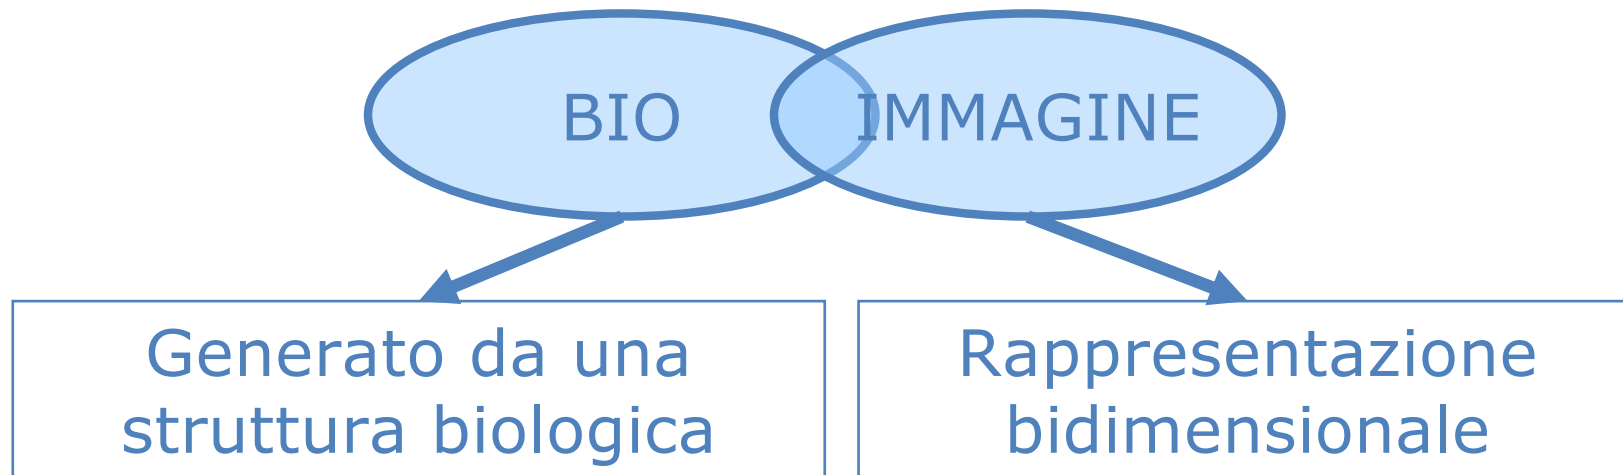 BIO
IMMAGINE
Generato da una
struttura biologica
Rappresentazione
bidimensionale